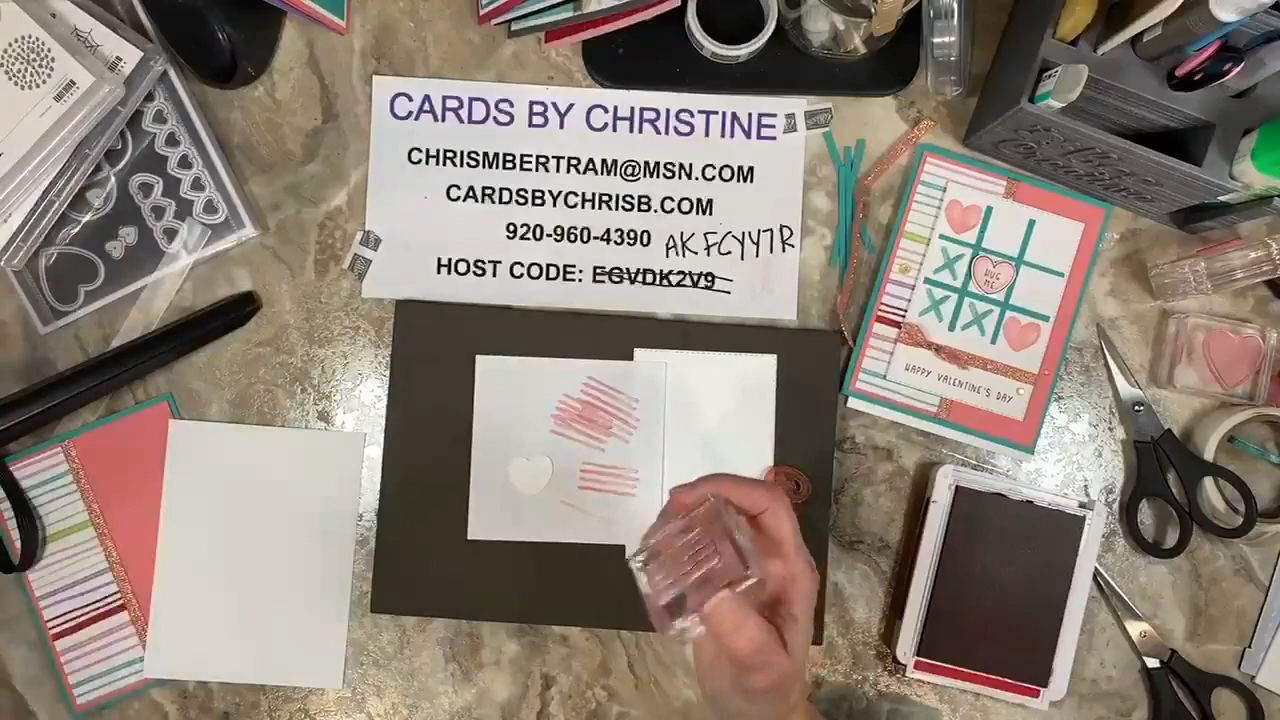 CARDS BY CHRISTINE
CHRISMBERTRAM@MSN.COM
CARDSBYCHRISB.COM
920-960-4390 AKFCYY7R
HOST CODE: EGVDK2V9
HUG
ME
HAPPY VALENTINE'S DAY